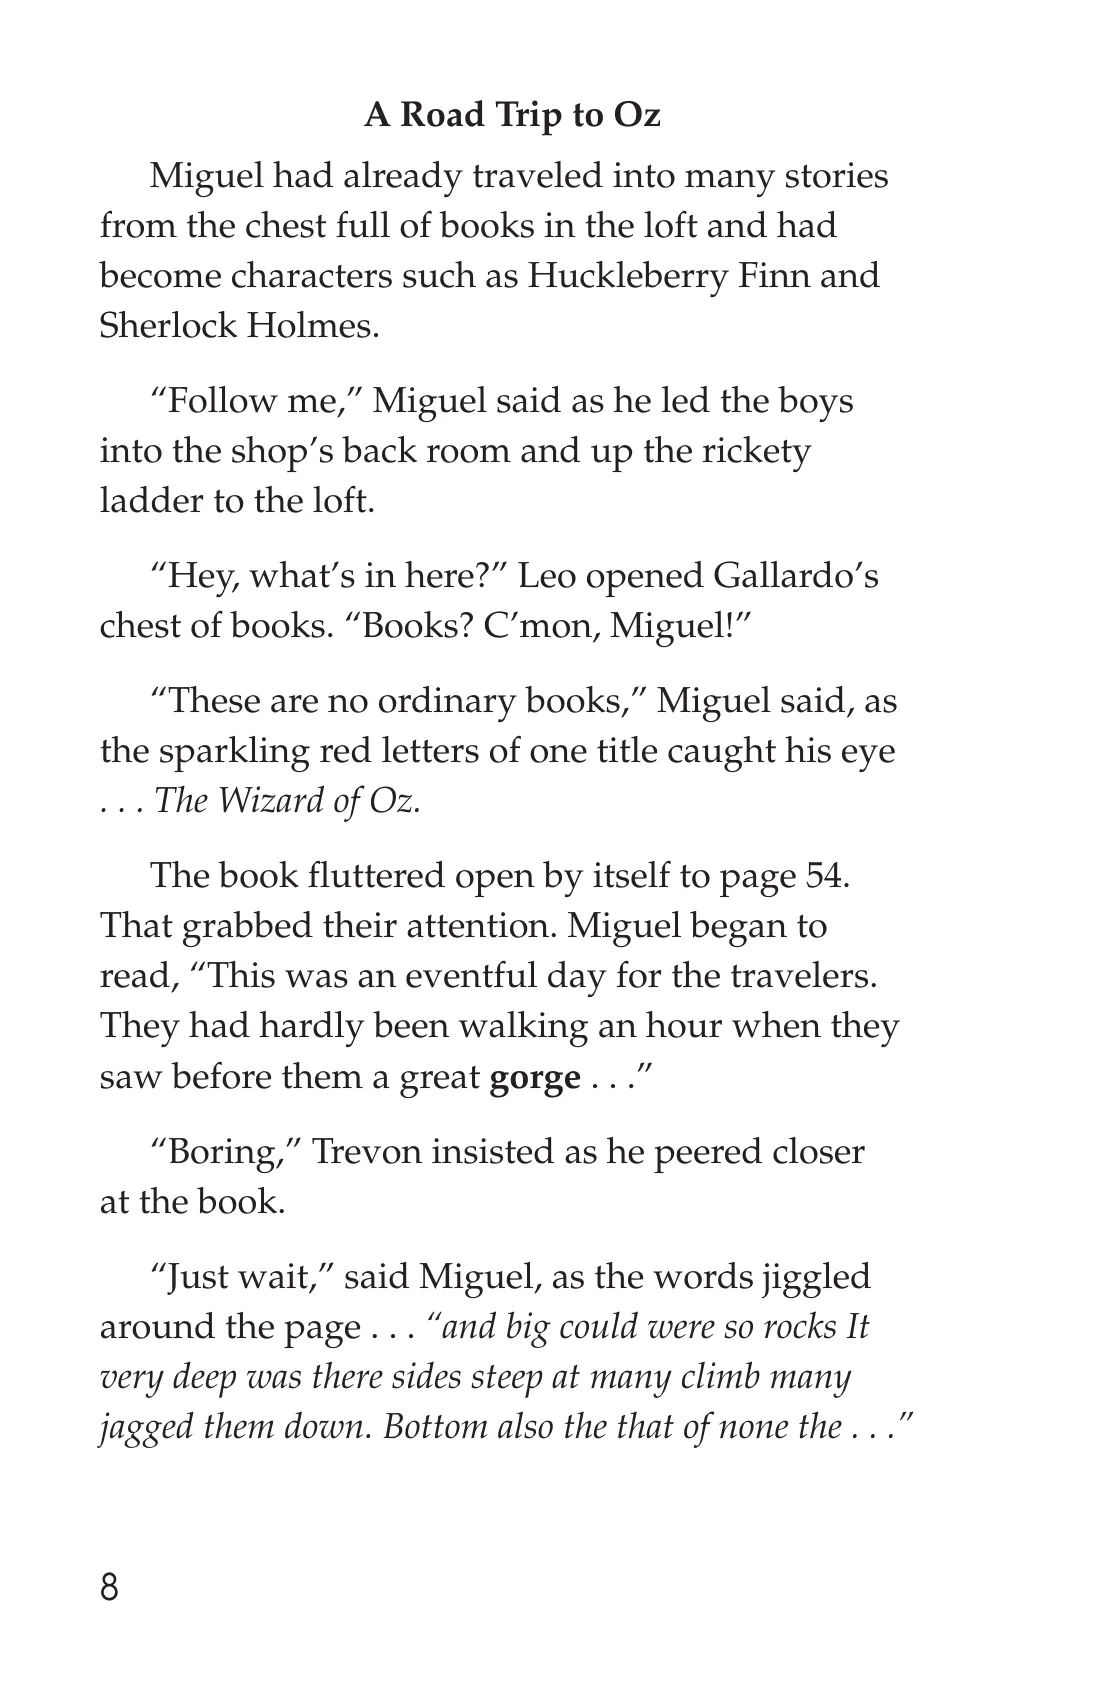 A Road Trip to Oz
Miguel had already traveled into many stories
from the chest full of books in the loft and had
become characters such as Huckleberry Finn and
Sherlock Holmes.
“Follow me,” Miguel said as he led the boys
into the shop’s back room and up the rickety
ladder to the loft.
“Hey, what’s in here?” Leo opened Gallardo’s
chest of books. “Books? C’mon, Miguel!”
“These are no ordinary books,” Miguel said, as
the sparkling red letters of one title caught his eye
. . . The Wizard of Oz.
The book fluttered open by itself to page 54.
That grabbed their attention. Miguel began to
read, “This was an eventful day for the travelers.
They had hardly been walking an hour when they
saw before them a great gorge . . .”
“Boring,” Trevon insisted as he peered closer
at the book.
“Just wait,” said Miguel, as the words jiggled
around the page . . . “and big could were so rocks It
very deep was there sides steep at many climb many
jagged them down. Bottom also the that of none the . . .”
8